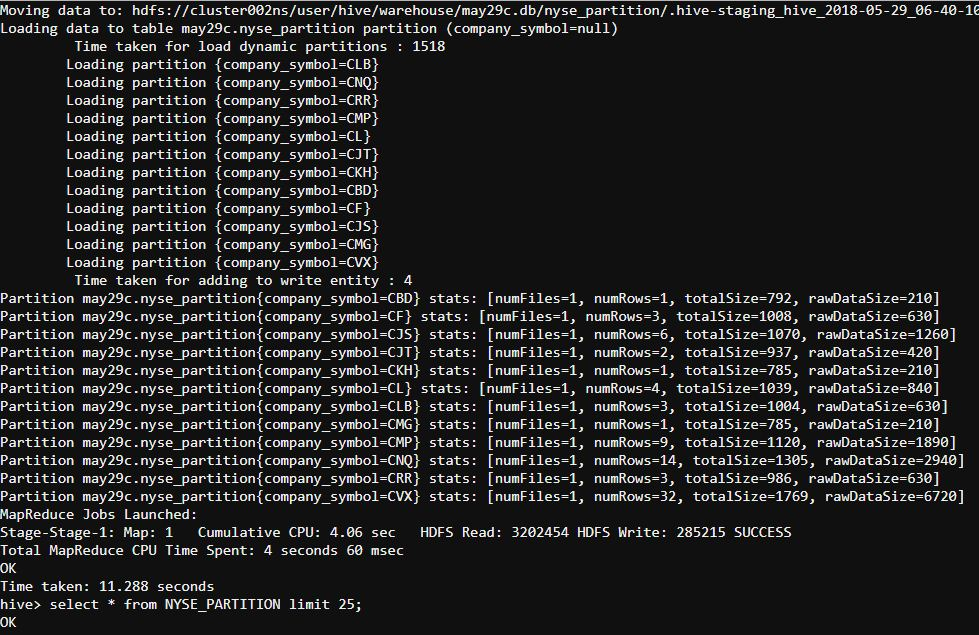 Moving data to: hdfs://cluster002ns/user/hive/warehouse/may29c.db/nyse_partition/.hive-staging_hive_2018-05-29_06-40-10
Loading data to table may29c.nyse_partition partition (company_symbol=null)
Time taken for load dynamic partitions : 1518
Loading partition {company_symbol=CLB}
Loading partition {company_symbol=CNQ}
Loading partition {company_symbol=CRR}
Loading partition {company_symbol=CMP}
Loading partition {company_symbol=CL}
Loading partition {company_symbol=CJT}
Loading partition {company_symbol=CKH}
Loading partition {company_symbol=CBD}
Loading partition {company_symbol=CF}
Loading partition {company_symbol=CJS}
Loading partition {company_symbol=CMG}
Loading partition {company_symbol=CVX}
Time taken for adding to write entity : 4
Partition may29c.nyse_partition{company_symbol=CBD} stats: [numFiles=1, numRows=1, totalSize=792, rawDataSize=210]
Partition may29c.nyse_partition{company_symbol=CF} stats: [numFiles=1, numRows=3, totalSize=1008, rawDataSize=630]
Partition may29c.nyse_partition{company_symbol=CJS} stats: [numFiles=1, numRows=6, totalSize=1070, rawDataSize=1260]
Partition may29c.nyse_partition{company_symbol=CJT} stats: [numFiles=1, numRows=2, totalSize=937, rawDataSize=420]
Partition may29c.nyse_partition{company_symbol=CKH} stats: [numFiles=1, numRows=1, totalSize=785, rawDataSize=210]
Partition may29c.nyse_partition{company_symbol=CL} stats: [numFiles=1, numRows=4, totalSize=1039, rawDataSize=840]
Partition may29c.nyse_partition{company_symbol=CLB} stats: [numFiles=1, numRows=3, totalSize=1004, rawDataSize=630]
Partition may29c.nyse_partition{company_symbol=CMG} stats: [numFiles=1, numRows=1, totalSize=785, rawDataSize=210]
Partition may29c.nyse_partition{company_symbol=CMP} stats: [numFiles=1, numRows=9, totalSize=1120, rawDataSize=1890]
Partition may29c.nyse_partition{company_symbol=CNQ} stats: [numFiles=1, numRows=14, totalSize=1305, rawDataSize=2940]
Partition may29c.nyse_partition{company_symbol=CRR} stats: [numFiles=1, numRows=3, totalSize=986, rawDataSize=630]
Partition may29c.nyse_partition{company_symbol=CVX} stats: [numFiles=1, numRows=32, totalSize=1769, rawDataSize=6720]
MapReduce Jobs Launched:
Stage-Stage-1: Map: 1   Cumulative CPU: 4.06 sec   HDFS Read: 3202454 HDFS Write: 285215 SUCCESS
Total MapReduce CPU Time Spent: 4 seconds 60 msec
OK
Time taken: 11.288 seconds
hive> select * from NYSE_PARTITION limit 25;
OK